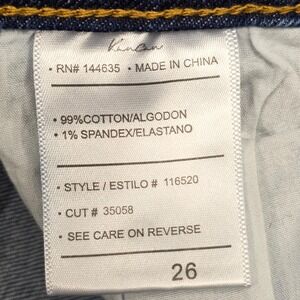 KanCan
• RN# 144635 • MADE IN CHINA
• 99%COTTON/ALGODON
• 1% SPANDEX/ELASTANO
• STYLE / ESTILO # 116520
• CUT # 35058
• SEE CARE ON REVERSE
26